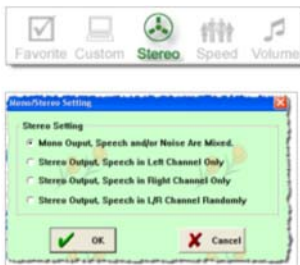 Favorite Custom Stereo Speed Volume
Mono/Stereo Setting
Stereo Setting
Mono Ouput, Speech and/or Noise Are Mixed.
Stereo Output, Speech in Left Channel Only
Stereo Output, Speech in Right Channel Only
Stereo Output, Speech in L/R Channel Randomly
OK Cancel